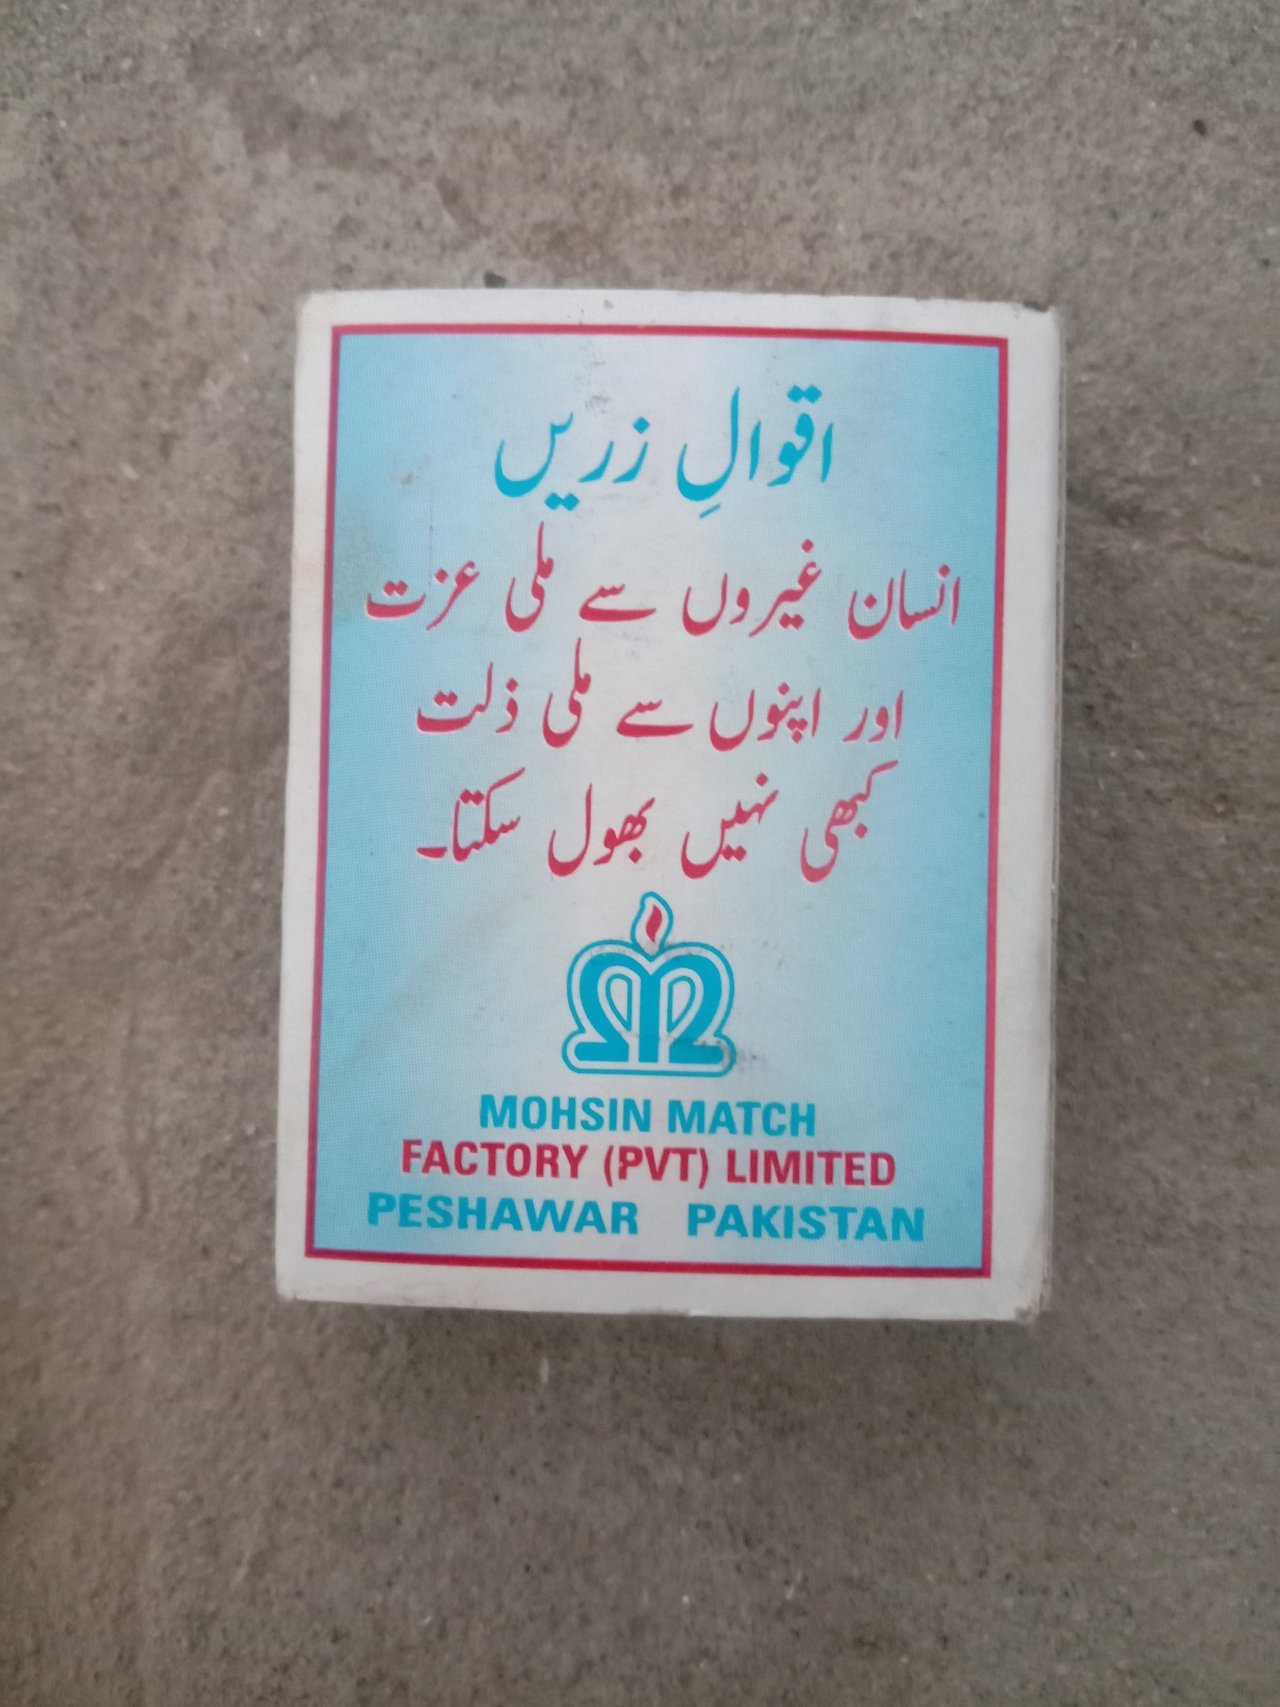 اقوالِ زریں
انسان غیروں سے ملی عزت
اور اپنوں سے ملی ذلت
کبھی نہیں بھول سکتا۔
MOHSIN MATCH
FACTORY (PVT) LIMITED
PESHAWAR PAKISTAN